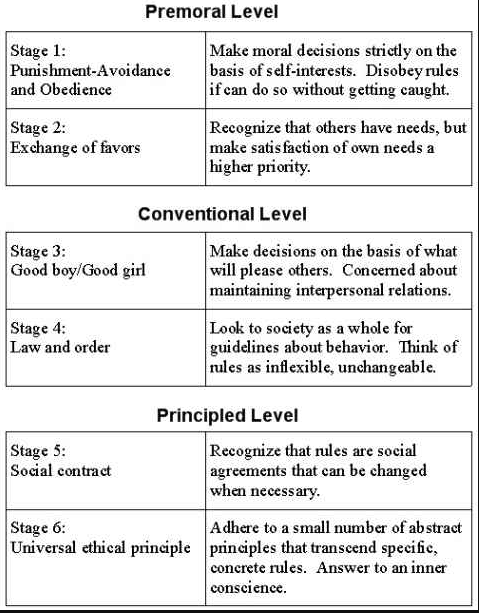 Premoral Level
Stage 1:
Punishment-Avoidance
and Obedience
Make moral decisions strictly on the
basis of self-interests. Disobey rules
if can do so without getting caught.
Stage 2:
Exchange of favors
Recognize that others have needs, but
make satisfaction of own needs a
higher priority.
Conventional Level
Stage 3:
Good boy/Good girl
Make decisions on the basis of what
will please others. Concerned about
maintaining interpersonal relations.
Stage 4:
Law and order
Look to society as a whole for
guidelines about behavior. Think of
rules as inflexible, unchangeable.
Principled Level
Stage 5:
Social contract
Recognize that rules are social
agreements that can be changed
when necessary.
Stage 6:
Universal ethical principle
Adhere to a small number of abstract
principles that transcend specific,
concrete rules. Answer to an inner
conscience.